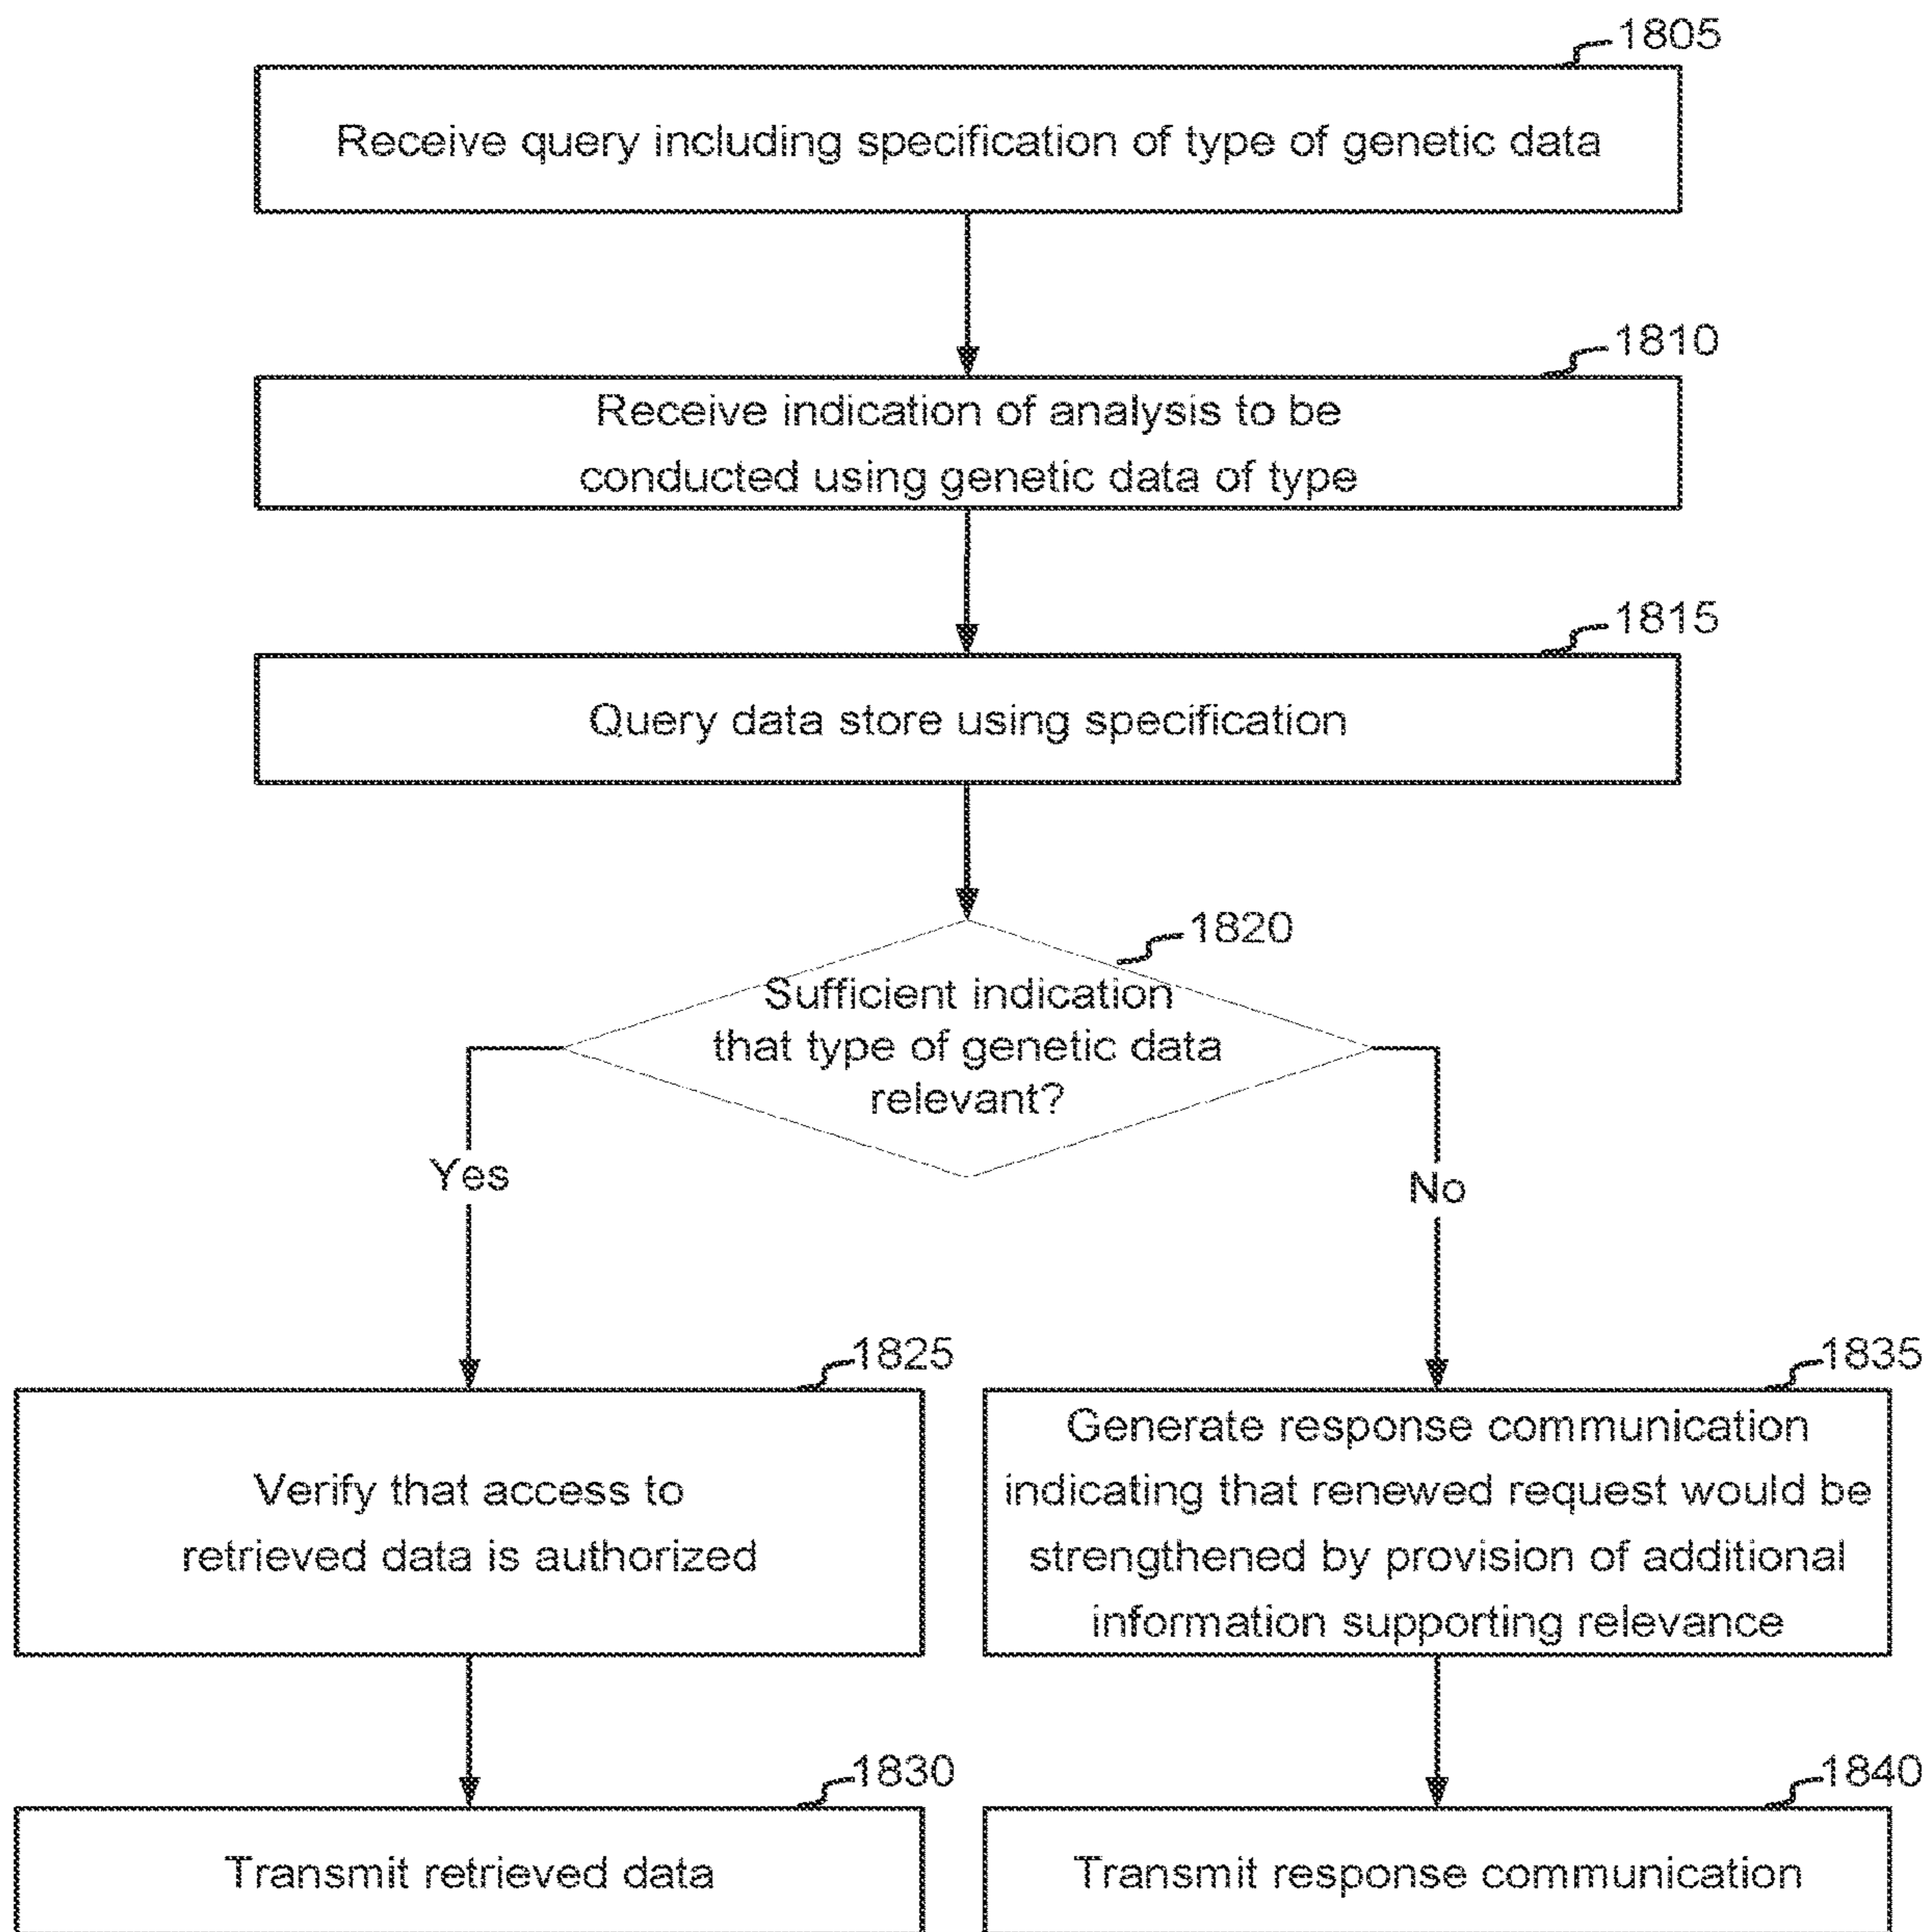 1805
Receive query including specification of type of genetic data
1810
Receive indication of analysis to be
conducted using genetic data of type
1815
Query data store using specification
1820
Sufficient indication
that type of genetic data
relevant?
Yes
No
1825
Verify that access to
retrieved data is authorized
1835
Generate response communication
indicating that renewed request would be
strengthened by provision of additional
information supporting relevance
1830
Transmit retrieved data
1840
Transmit response communication